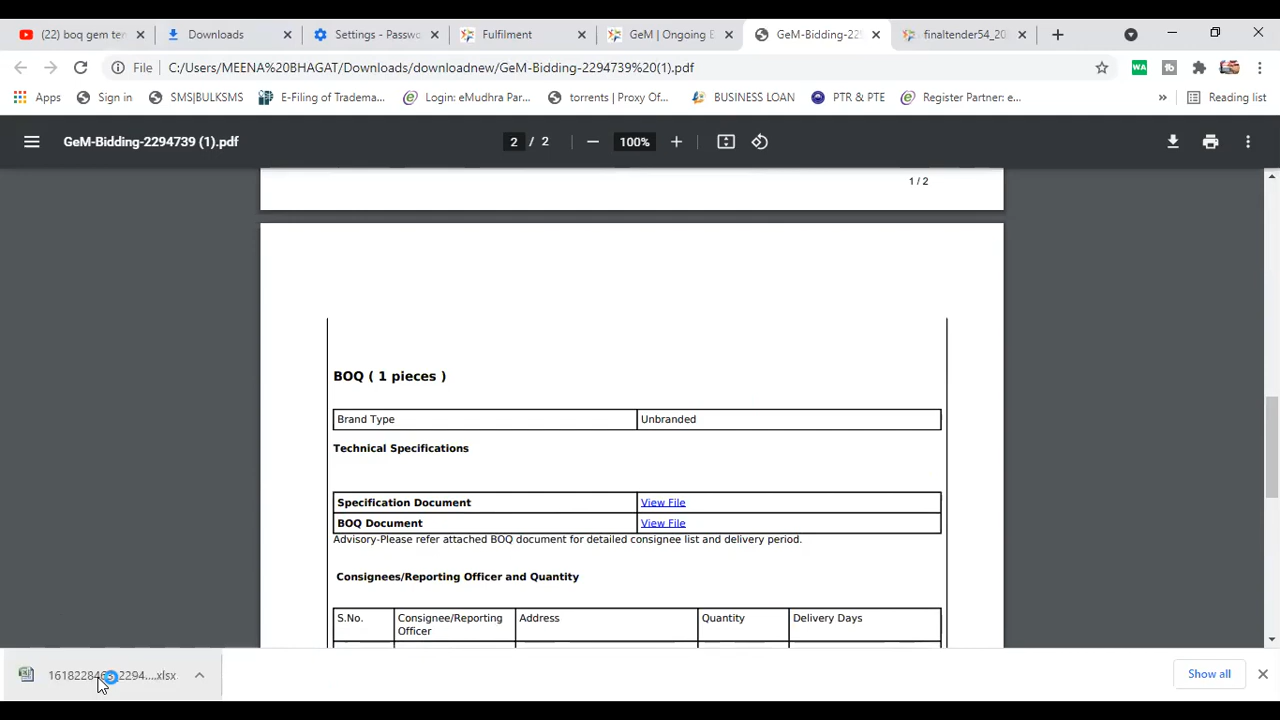 (22) boq gem ten
Downloads
Settings - Passwo
Fulfilment
GeM | Ongoing E
GeM-Bidding-229
finaltender54_20
File C:/Users/MEENA%20BHAGAT/Downloads/downloadnew/GeM-Bidding-2294739%20(1).pdf
Apps
Sign in
SMS|BULKSMS
E-Filing of Tradema...
Login: eMudhra Par...
torrents | Proxy Of...
BUSINESS LOAN
PTR & PTE
Register Partner: e...
»
Reading list
GeM-Bidding-2294739 (1).pdf
2 / 2
100%
1 / 2
BOQ ( 1 pieces )
Brand Type Unbranded
Technical Specifications
Specification Document View File
BOQ Document View File
Advisory-Please refer attached BOQ document for detailed consignee list and delivery period.
Consignees/Reporting Officer and Quantity
S.No. Consignee/Reporting Address Quantity Delivery Days
Officer
Show all